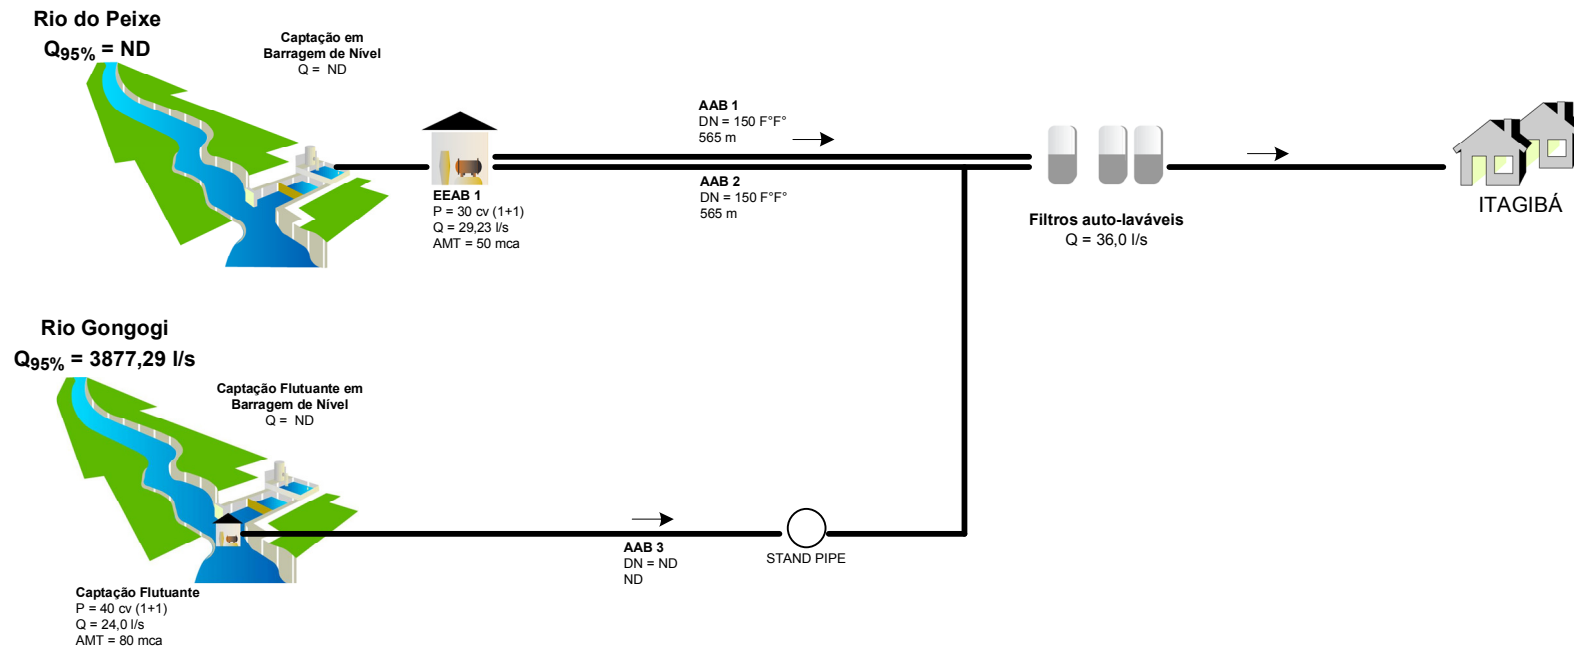 Rio do Peixe
Q95% = ND
Captação em
Barragem de Nível
Q = ND
AAB 1
DN = 150 F°F°
565 m
AAB 2
DN = 150 F°F°
565 m
EEAB 1
P = 30 cv (1+1)
Q = 29,23 l/s
AMT = 50 mca
Filtros auto-laváveis
Q = 36,0 l/s
ITAGIBÁ
Rio Gongogi
Q95% = 3877,29 l/s
Captação Flutuante em
Barragem de Nível
Q = ND
AAB 3
DN = ND
ND
STAND PIPE
Captação Flutuante
P = 40 cv (1+1)
Q = 24,0 l/s
AMT = 80 mca